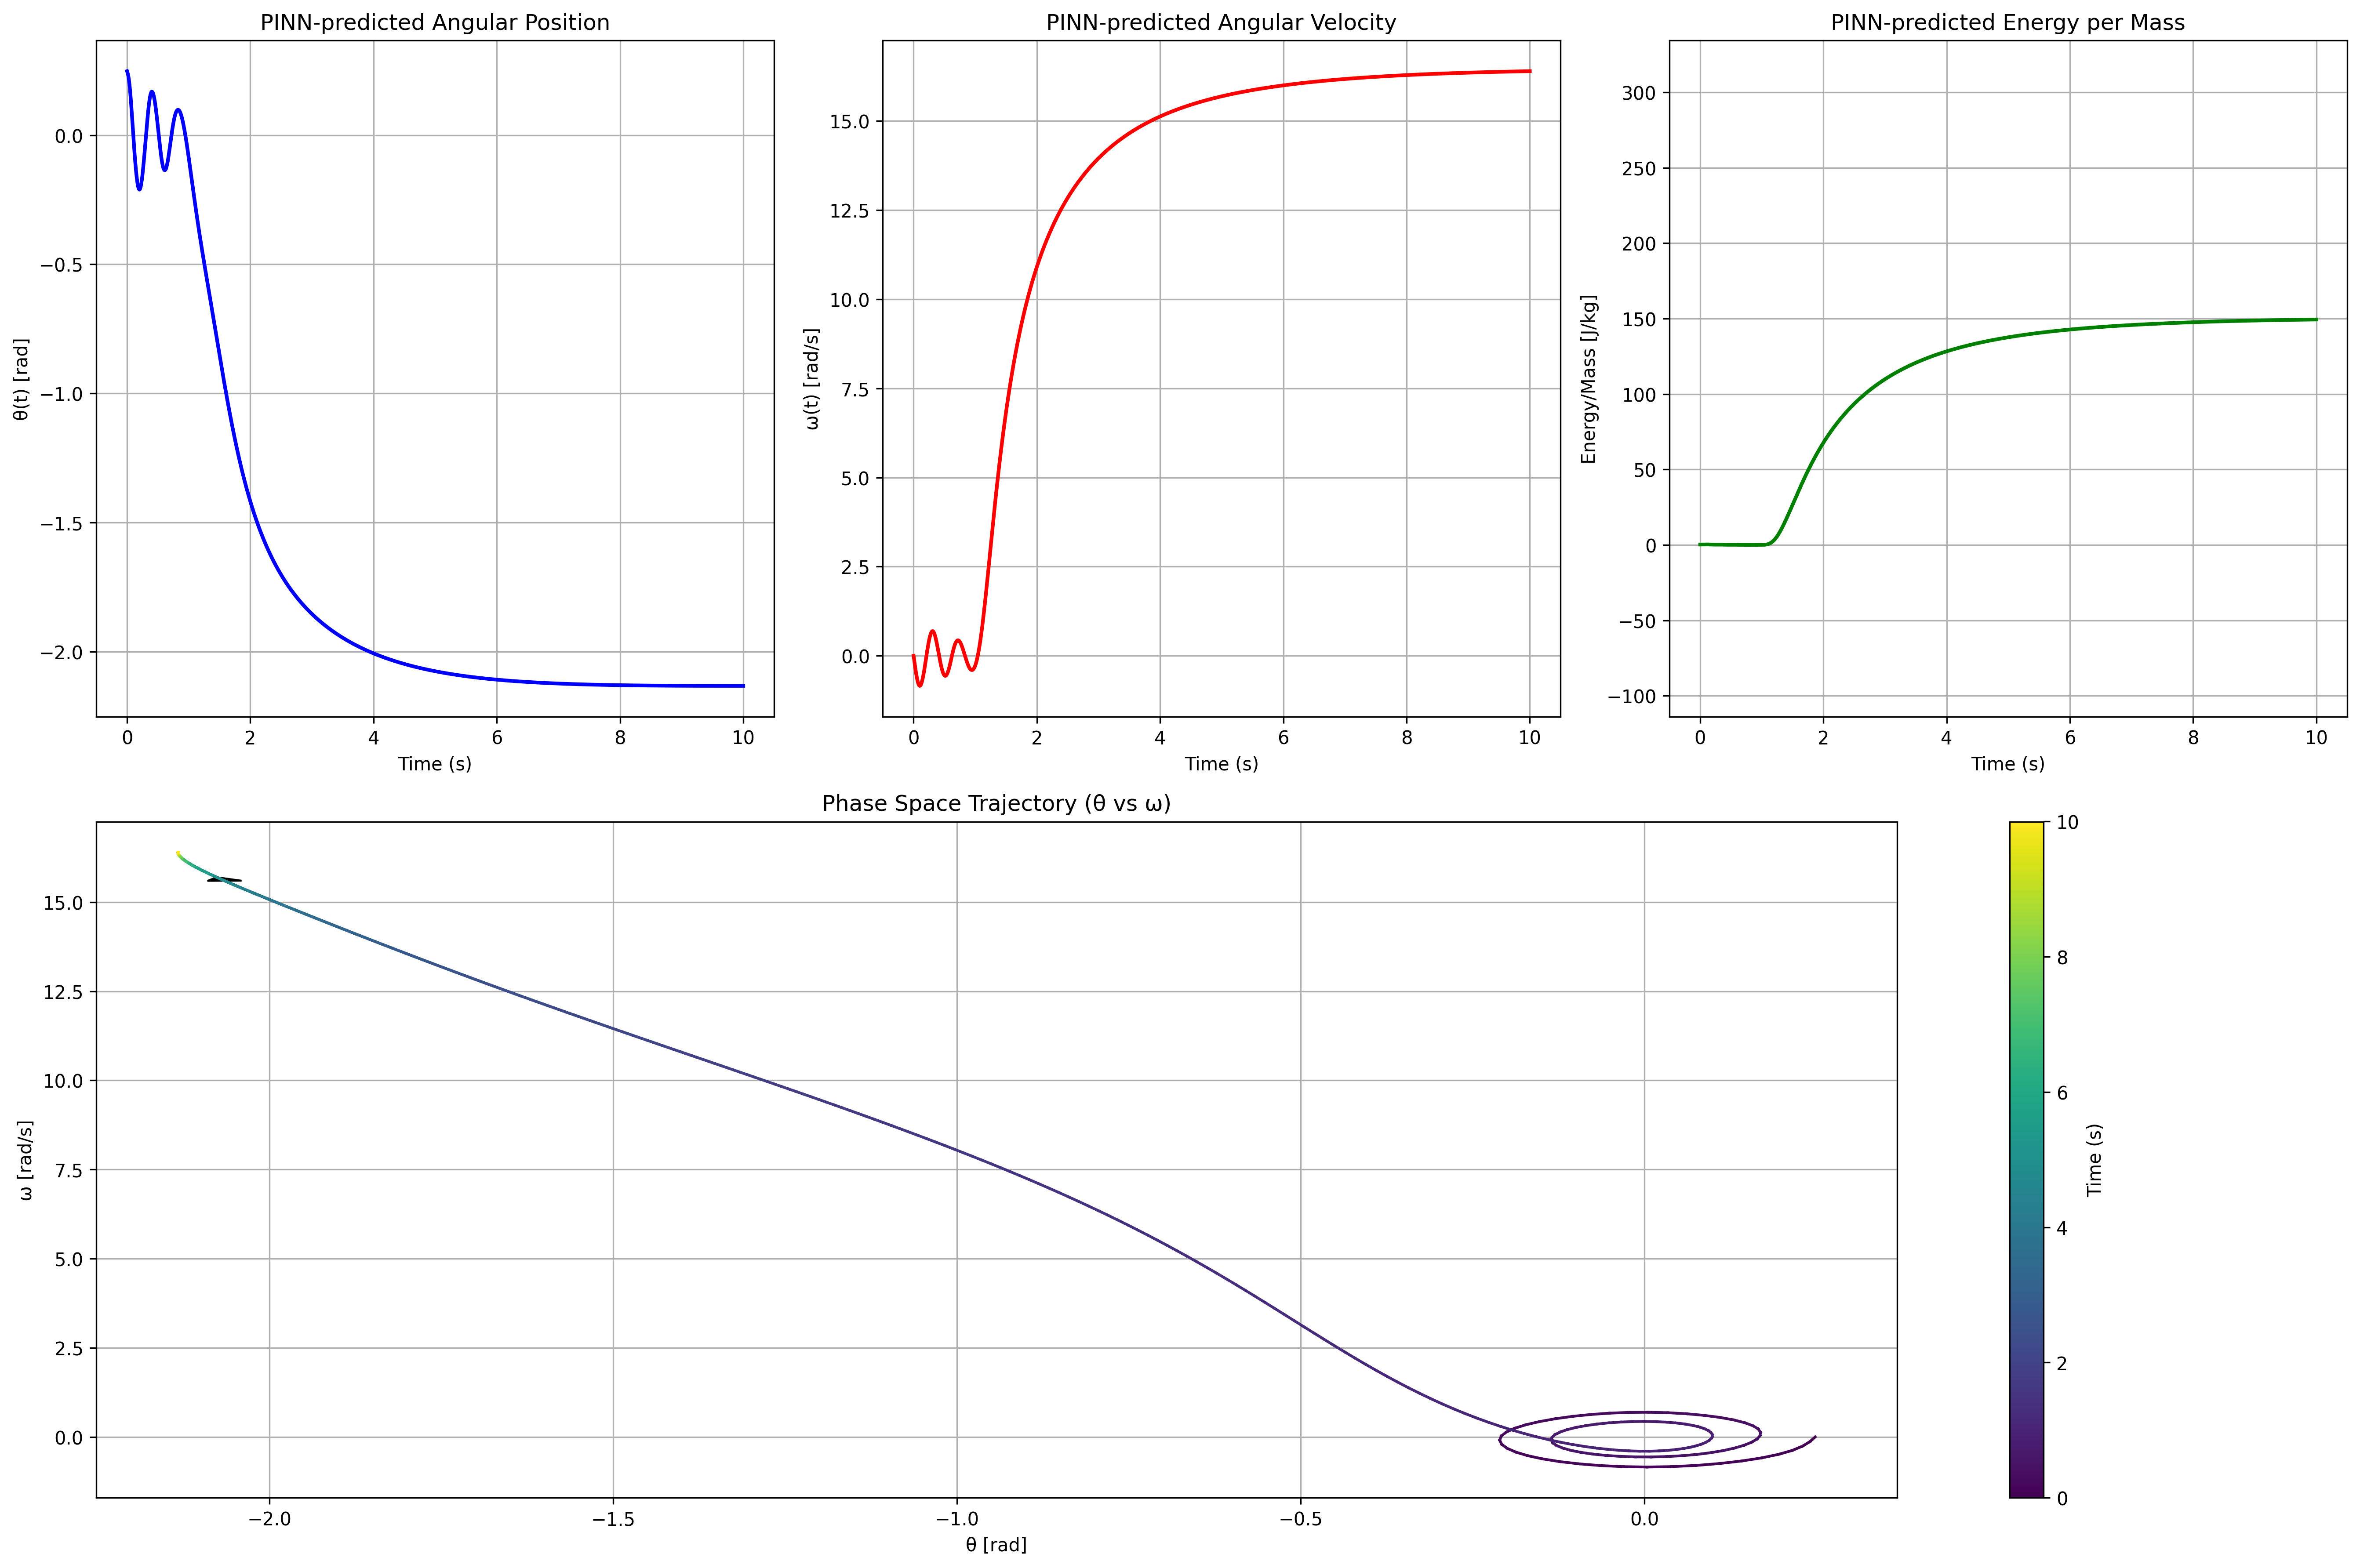 PINN-predicted Angular Position
θ(t) [rad]
0.0
−0.5
−1.0
−1.5
−2.0
0 2 4 6 8 10
Time (s)
PINN-predicted Angular Velocity
ω(t) [rad/s]
15.0
12.5
10.0
7.5
5.0
2.5
0.0
0 2 4 6 8 10
Time (s)
PINN-predicted Energy per Mass
Energy/Mass [J/kg]
300
250
200
150
100
50
0
−50
−100
0 2 4 6 8 10
Time (s)
Phase Space Trajectory (θ vs ω)
ω [rad/s]
15.0
12.5
10.0
7.5
5.0
2.5
0.0
−2.0 −1.5 −1.0 −0.5 0.0
θ [rad]
10
8
6
4
2
0
Time (s)